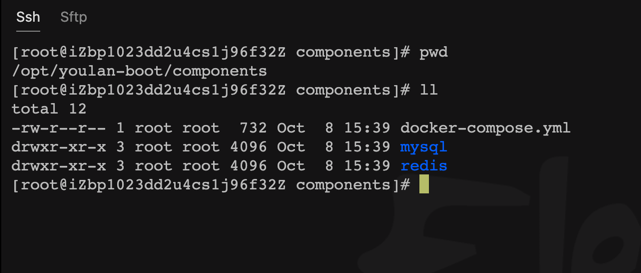 Ssh Sftp
[root@iZbp1023dd2u4cs1j96f32Z components]# pwd
/opt/youlan-boot/components
[root@iZbp1023dd2u4cs1j96f32Z components]# ll
total 12
-rw-r--r-- 1 root root  732 Oct  8 15:39 docker-compose.yml
drwxr-xr-x 3 root root 4096 Oct  8 15:39 mysql
drwxr-xr-x 3 root root 4096 Oct  8 15:39 redis
[root@iZbp1023dd2u4cs1j96f32Z components]#